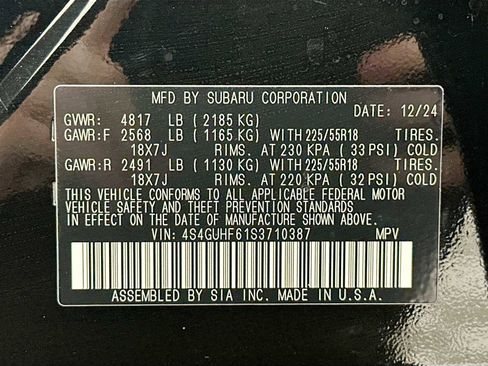 MFD BY SUBARU CORPORATION
DATE: 12/24
GVWR: 4817 LB (2185 KG)
GAWR:F 2568 LB (1165 KG) WITH 225/55R18 TIRES.
18X7J RIMS. AT 230 KPA (33 PSI) COLD
GAWR:R 2491 LB (1130 KG) WITH 225/55R18 TIRES.
18X7J RIMS. AT 220 KPA (32 PSI) COLD
THIS VEHICLE CONFORMS TO ALL APPLICABLE FEDERAL MOTOR
VEHICLE SAFETY AND THEFT PREVENTION STANDARDS
IN EFFECT ON THE DATE OF MANUFACTURE SHOWN ABOVE.
VIN: 4S4GUHF61S3710387 MPV
ASSEMBLED BY SIA INC. MADE IN U.S.A.